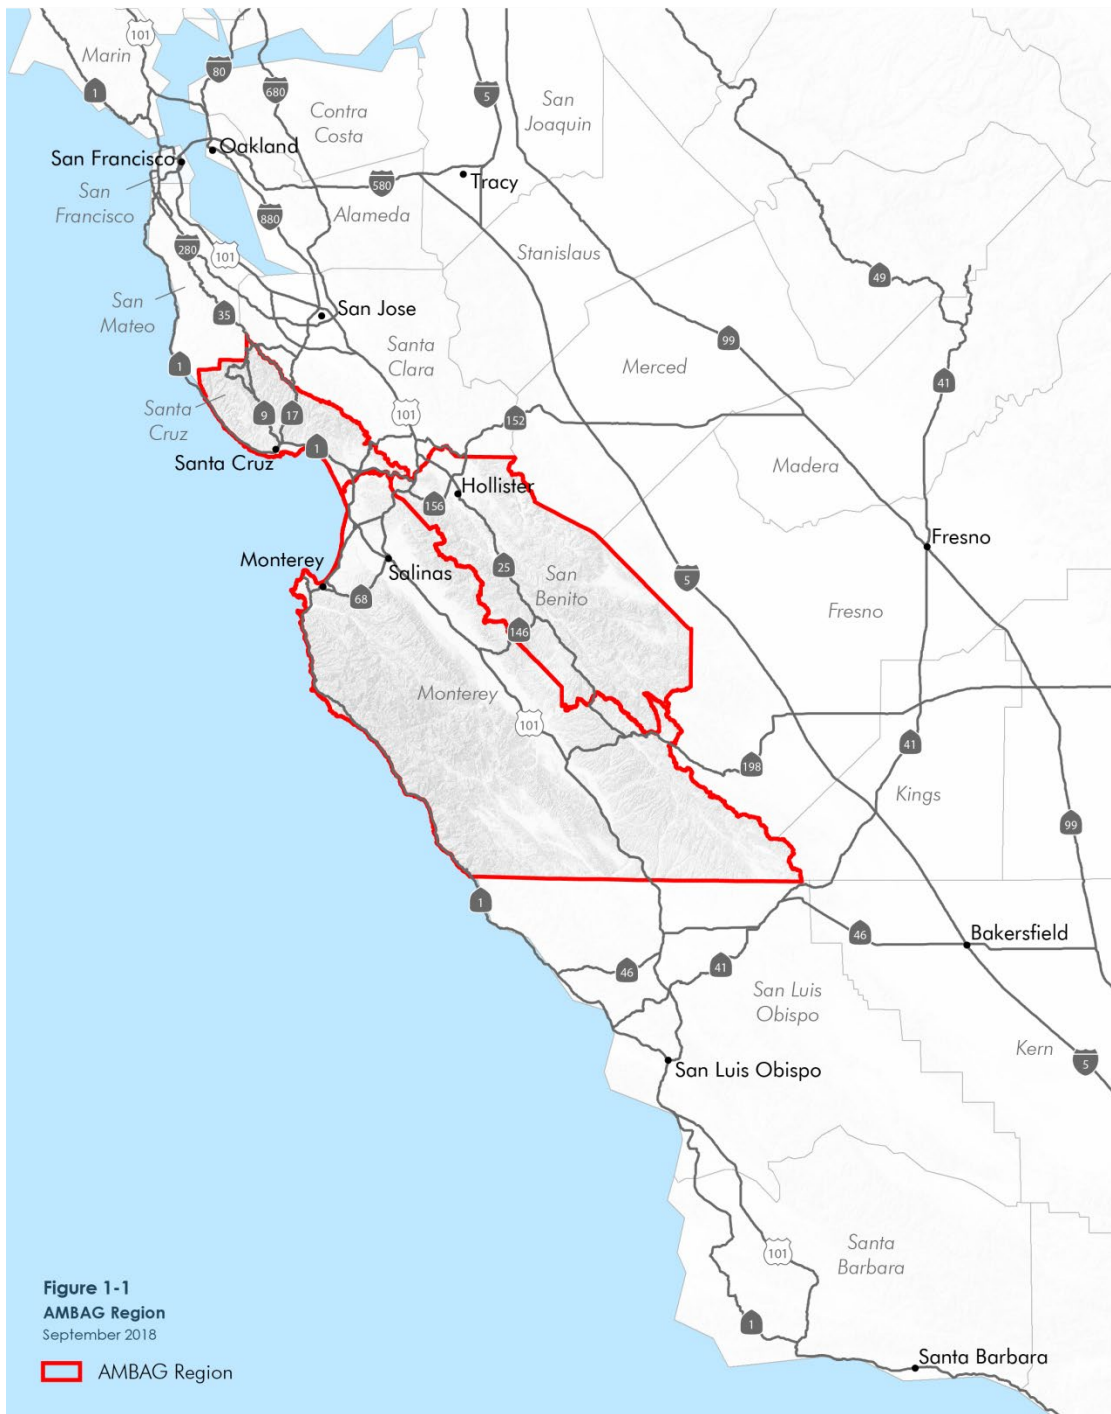 101
Marin
80
1
680
Contra
Costa
5
San
Joaquin
San Francisco
Oakland
Tracy
580
San
Francisco
880
Alameda
280
101
Stanislaus
49
San
Mateo
35
San Jose
99
Santa
Clara
Merced
1
41
Santa
Cruz
9
17
101
152
1
Santa Cruz
Madera
Hollister
156
Monterey
Salinas
25
San
Benito
5
Fresno
68
146
Fresno
Monterey
101
198
41
Kings
99
1
46
Bakersfield
46
41
San Luis
Obispo
Kern
5
San Luis Obispo
101
Santa
Barbara
1
Santa Barbara
Figure 1-1
AMBAG Region
September 2018
AMBAG Region